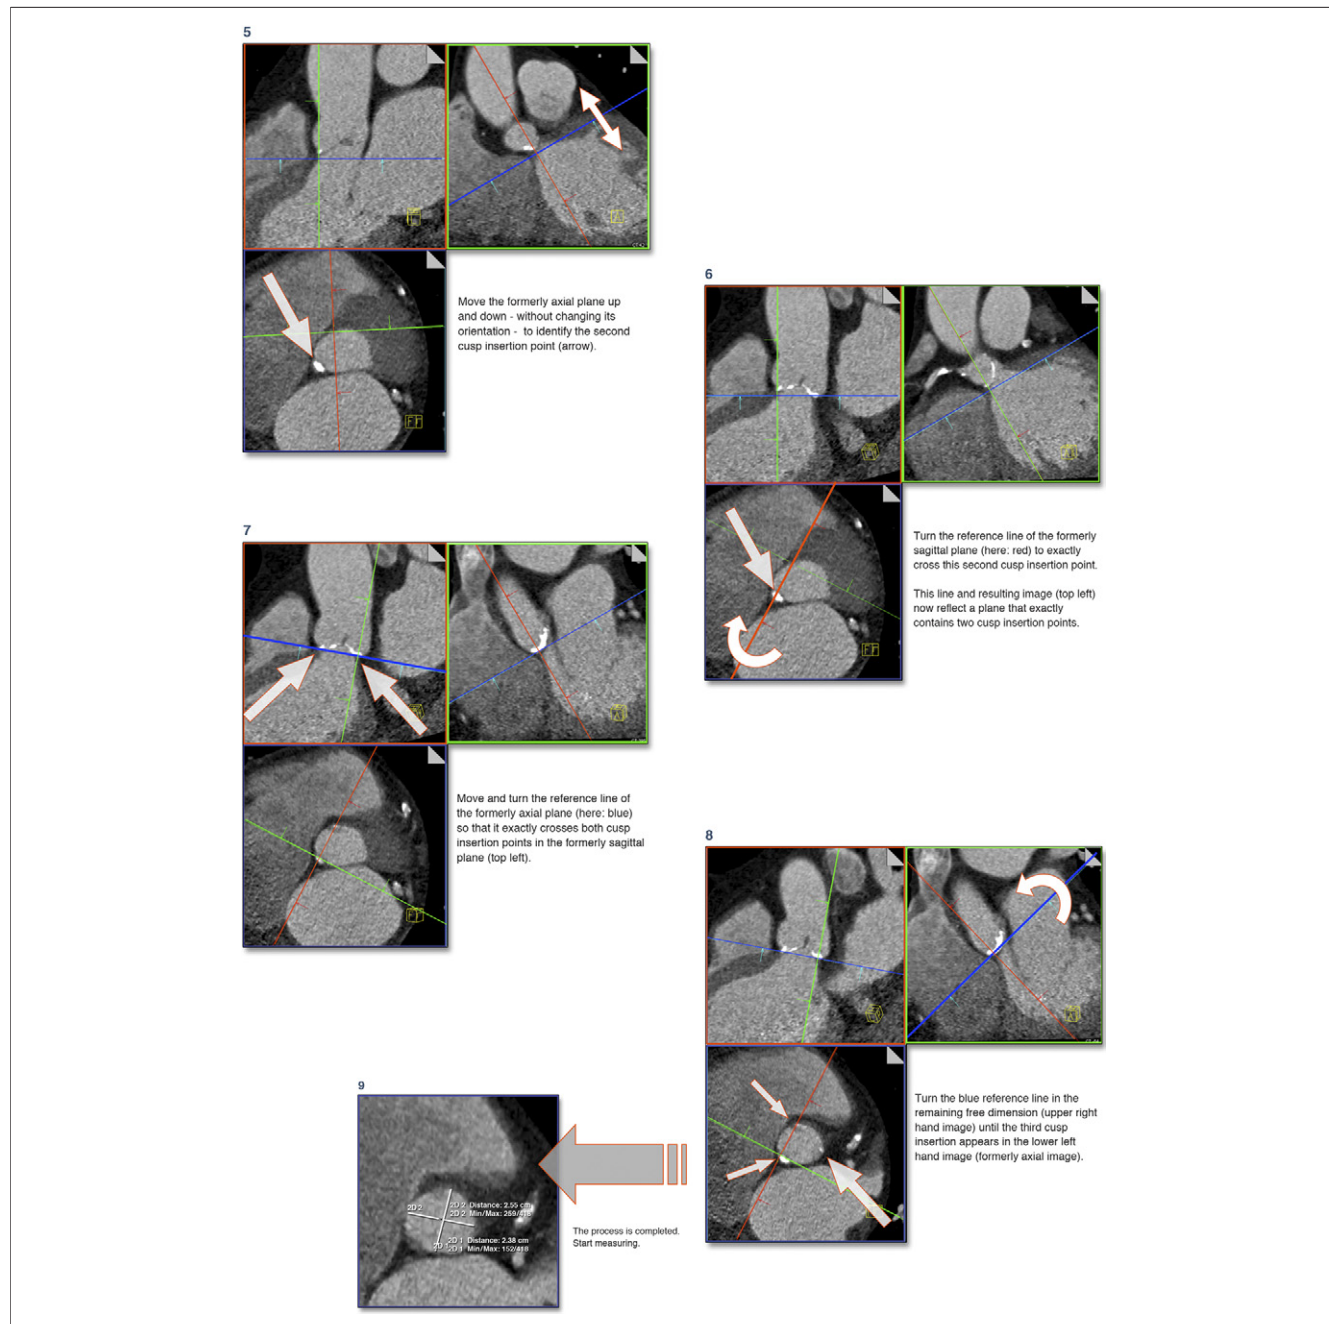 5
Move the formerly axial plane up
and down - without changing its
orientation - to identify the second
cusp insertion point (arrow).
6
Turn the reference line of the formerly
sagittal plane (here: red) to exactly
cross this second cusp insertion point.
This line and resulting image (top left)
now reflect a plane that exactly
contains two cusp insertion points.
7
Move and turn the reference line of
the formerly axial plane (here: blue)
so that it exactly crosses both cusp
insertion points in the formerly sagittal
plane (top left).
8
Turn the blue reference line in the
remaining free dimension (upper right
hand image) until the third cusp
insertion appears in the lower left
hand image (formerly axial image).
9
2D 2
2D 2 Distance: 2.55 cm
2D 2 Min/Max: 259/418
2D 1
2D 1 Distance: 2.38 cm
2D 1 Min/Max: 152/418
The process is completed.
Start measuring.